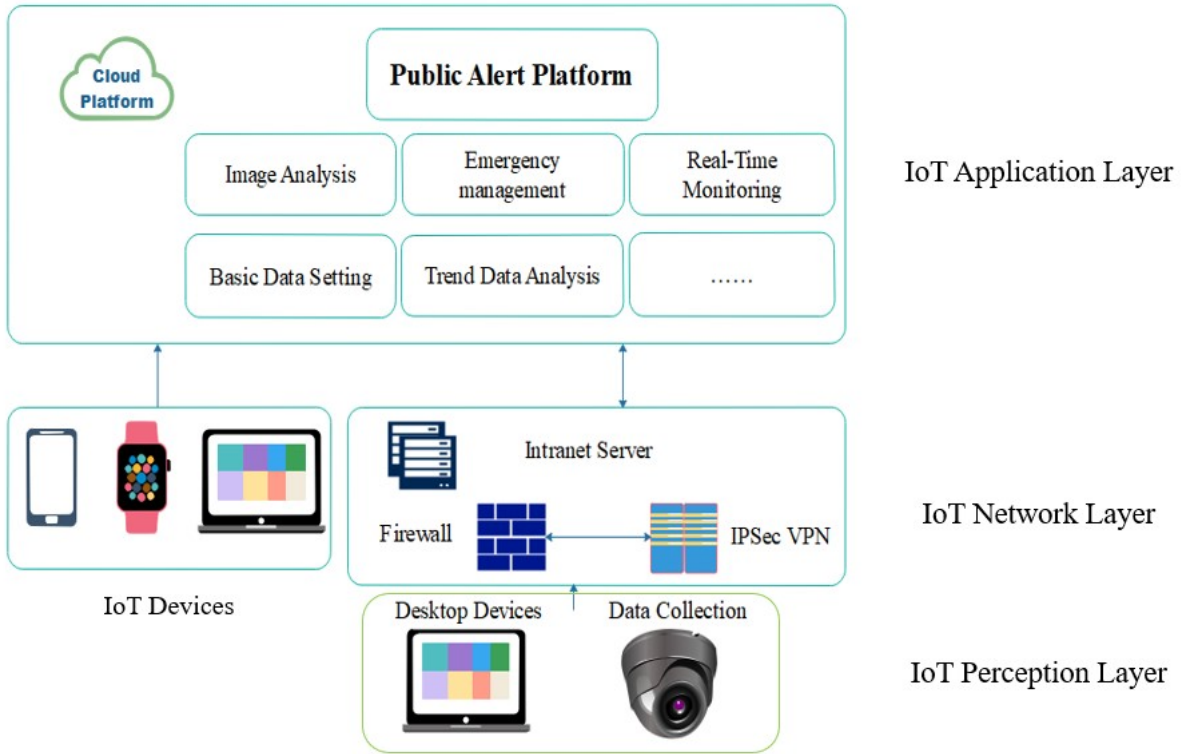 Cloud
Platform
Public Alert Platform
Image Analysis
Emergency
management
Real-Time
Monitoring
IoT Application Layer
Basic Data Setting
Trend Data Analysis
......
Intranet Server
Firewall
IPSec VPN
IoT Network Layer
IoT Devices
Desktop Devices
Data Collection
IoT Perception Layer